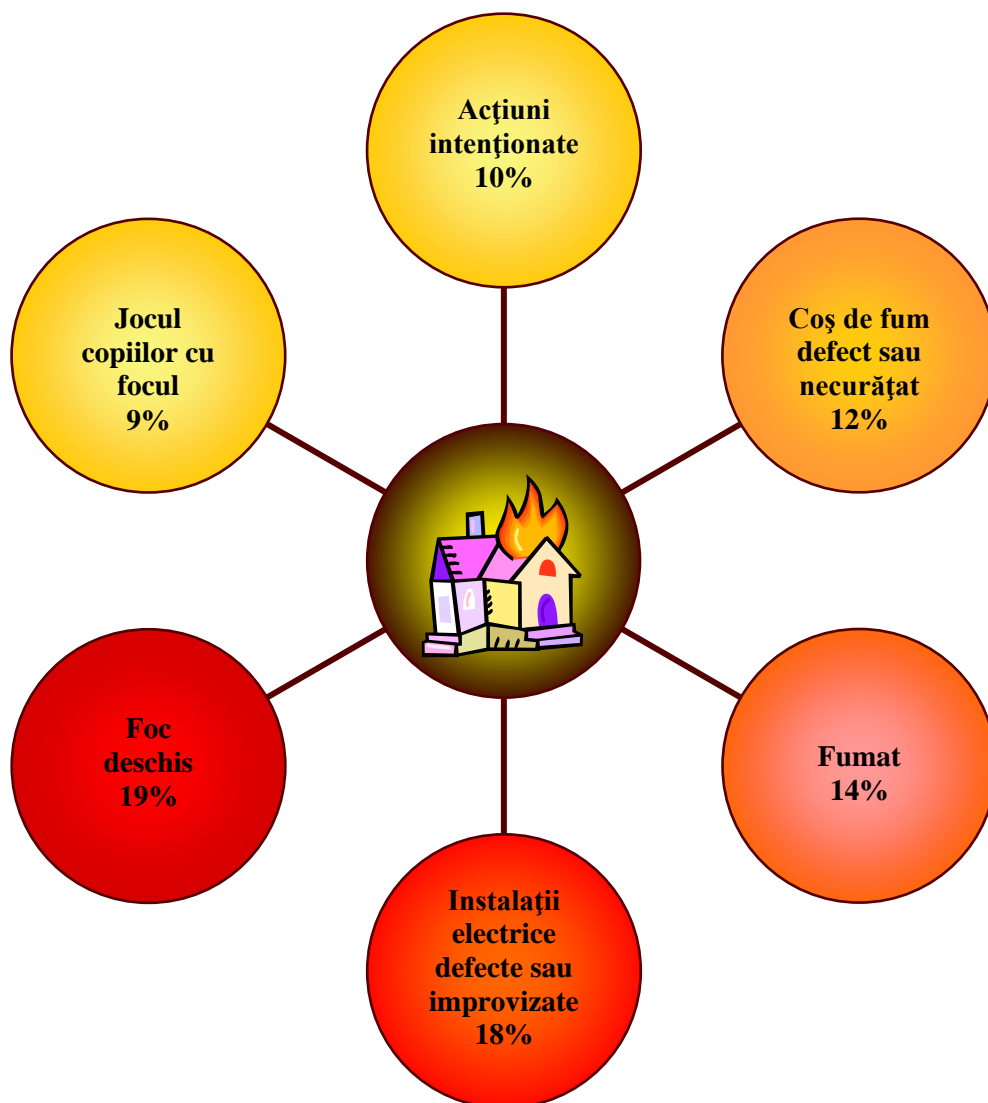 Acţiuni
intenţionate
10%
Jocul
copiilor cu
focul
9%
Coş de fum
defect sau
necurăţat
12%
Foc
deschis
19%
Fumat
14%
Instalaţii
electrice
defecte sau
improvizate
18%